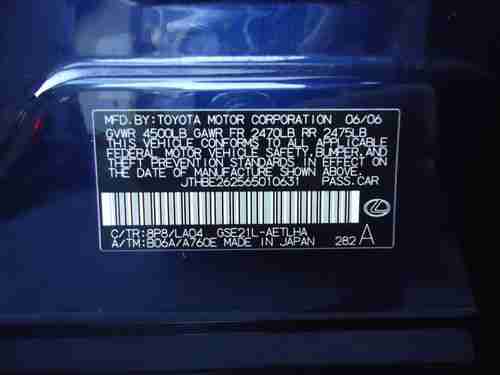 MFD. BY: TOYOTA MOTOR CORPORATION 06/06
GVWR 4500LB GAWR FR 2470LB RR 2475LB
THIS VEHICLE CONFORMS TO ALL APPLICABLE
FEDERAL MOTOR VEHICLE SAFETY, BUMPER,
AND THEFT PREVENTION STANDARDS IN EFFECT
ON THE DATE OF MANUFACTURE SHOWN ABOVE.
JTHBE262565010631 PASS.CAR
C/TR: 8P8/LA04 GSE21L-AETLHA
A/TM: B06A/A760E MADE IN JAPAN 282 A